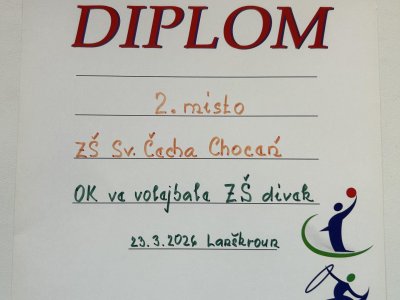 DIPLOM
2. místo
ZŠ Sv. Čecha Choceň
OK ve volejbale ZŠ dívek
23.3.2026 Lanškroun